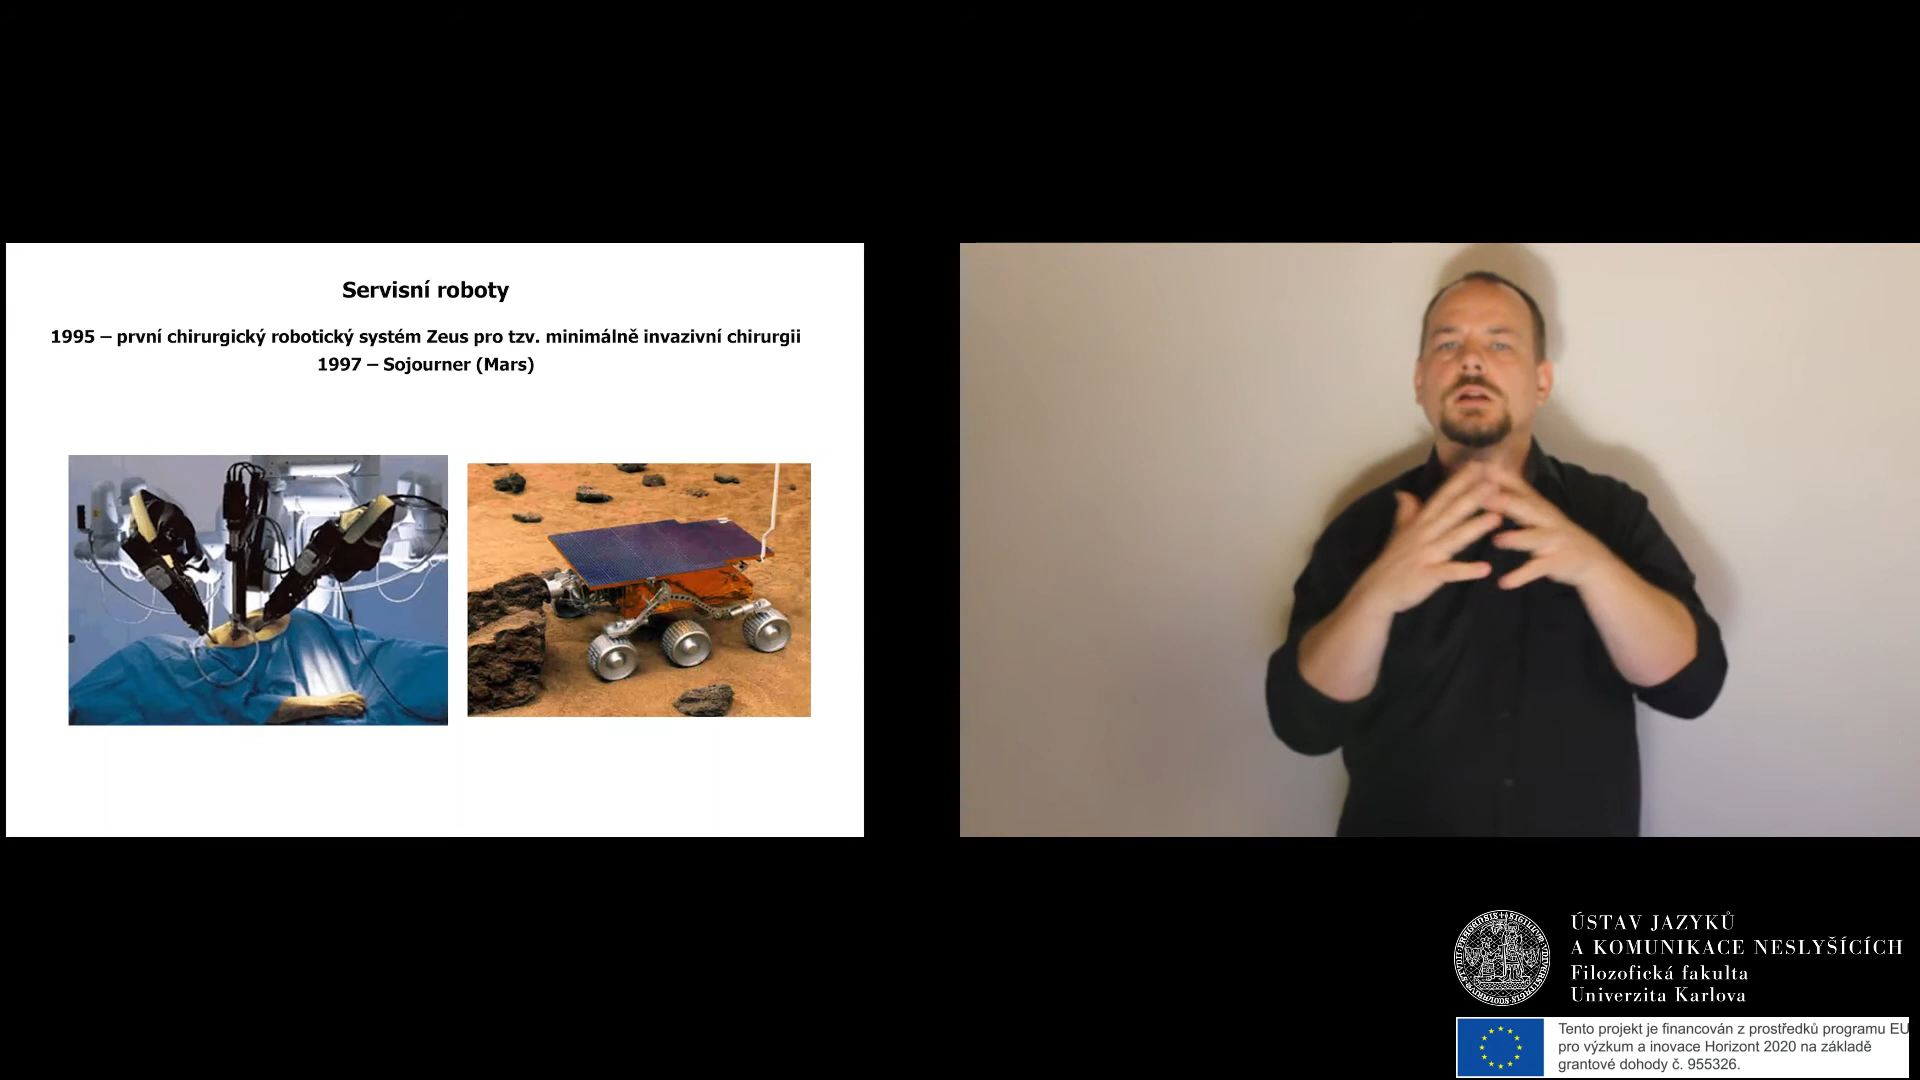 Servisní roboty
1995 – první chirurgický robotický systém Zeus pro tzv. minimálně invazivní chirurgii
1997 – Sojourner (Mars)
ÚSTAV JAZYKŮ
A KOMUNIKACE NESLYŠÍCÍCH
Filozofická fakulta
Univerzita Karlova
Tento projekt je financován z prostředků programu EU
pro výzkum a inovace Horizont 2020 na základě
grantové dohody č. 955326.